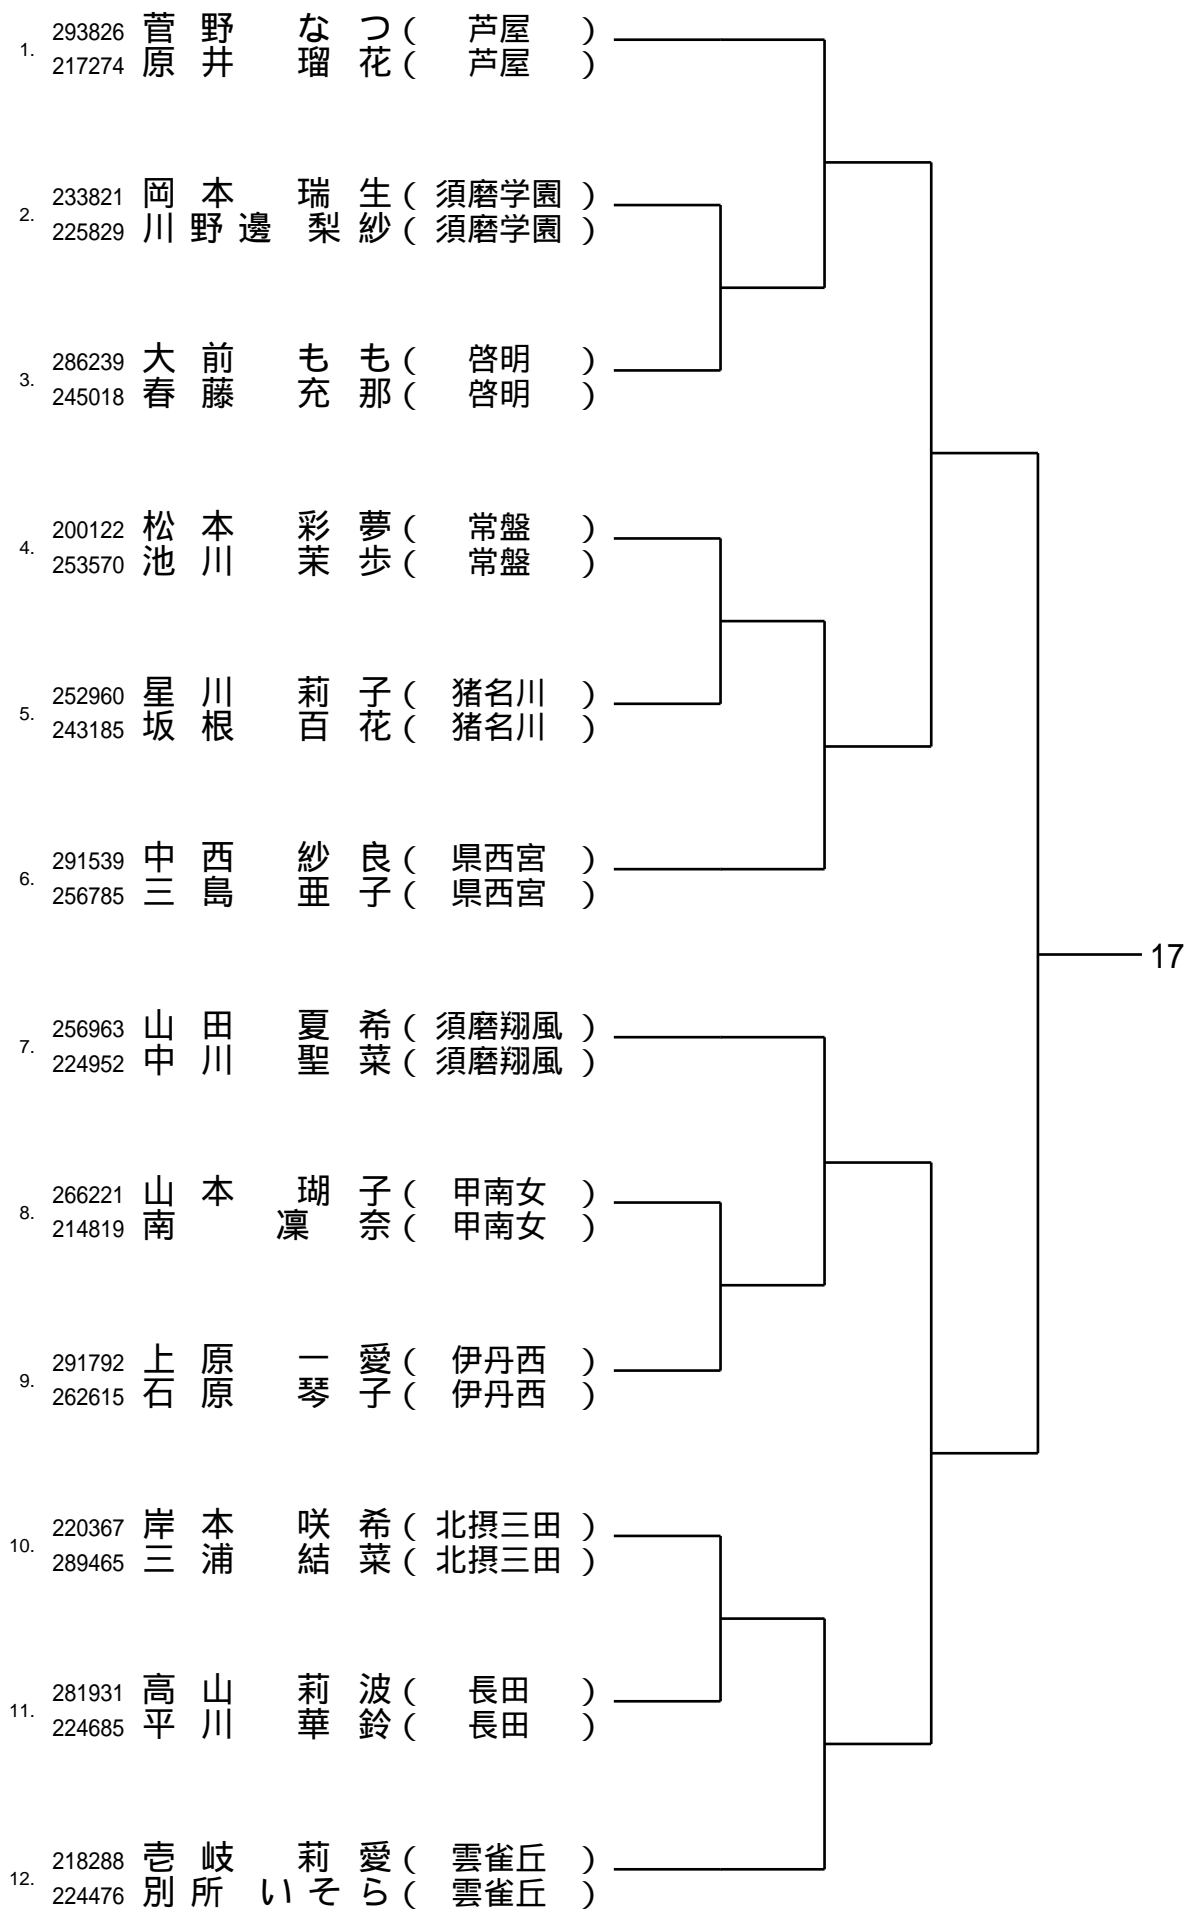 1. 293826 菅野 なつ ( 芦屋 )
217274 原井 瑠花 ( 芦屋 )
2. 233821 岡本 瑞生 ( 須磨学園 )
225829 川野邊 梨紗 ( 須磨学園 )
3. 286239 大前 もも ( 啓明 )
245018 春藤 充那 ( 啓明 )
4. 200122 松本 彩夢 ( 常盤 )
253570 池川 茉歩 ( 常盤 )
5. 252960 星川 莉子 ( 猪名川 )
243185 坂根 百花 ( 猪名川 )
6. 291539 中西 紗良 ( 県西宮 )
256785 三島 亜子 ( 県西宮 )
17
7. 256963 山田 夏希 ( 須磨翔風 )
224952 中川 聖菜 ( 須磨翔風 )
8. 266221 山本 瑚子 ( 甲南女 )
214819 南 凜奈 ( 甲南女 )
9. 291792 上原 一愛 ( 伊丹西 )
262615 石原 琴子 ( 伊丹西 )
10. 220367 岸本 咲希 ( 北摂三田 )
289465 三浦 結菜 ( 北摂三田 )
11. 281931 高山 莉波 ( 長田 )
224685 平川 華鈴 ( 長田 )
12. 218288 壱岐 莉愛 ( 雲雀丘 )
224476 別所 いそら ( 雲雀丘 )